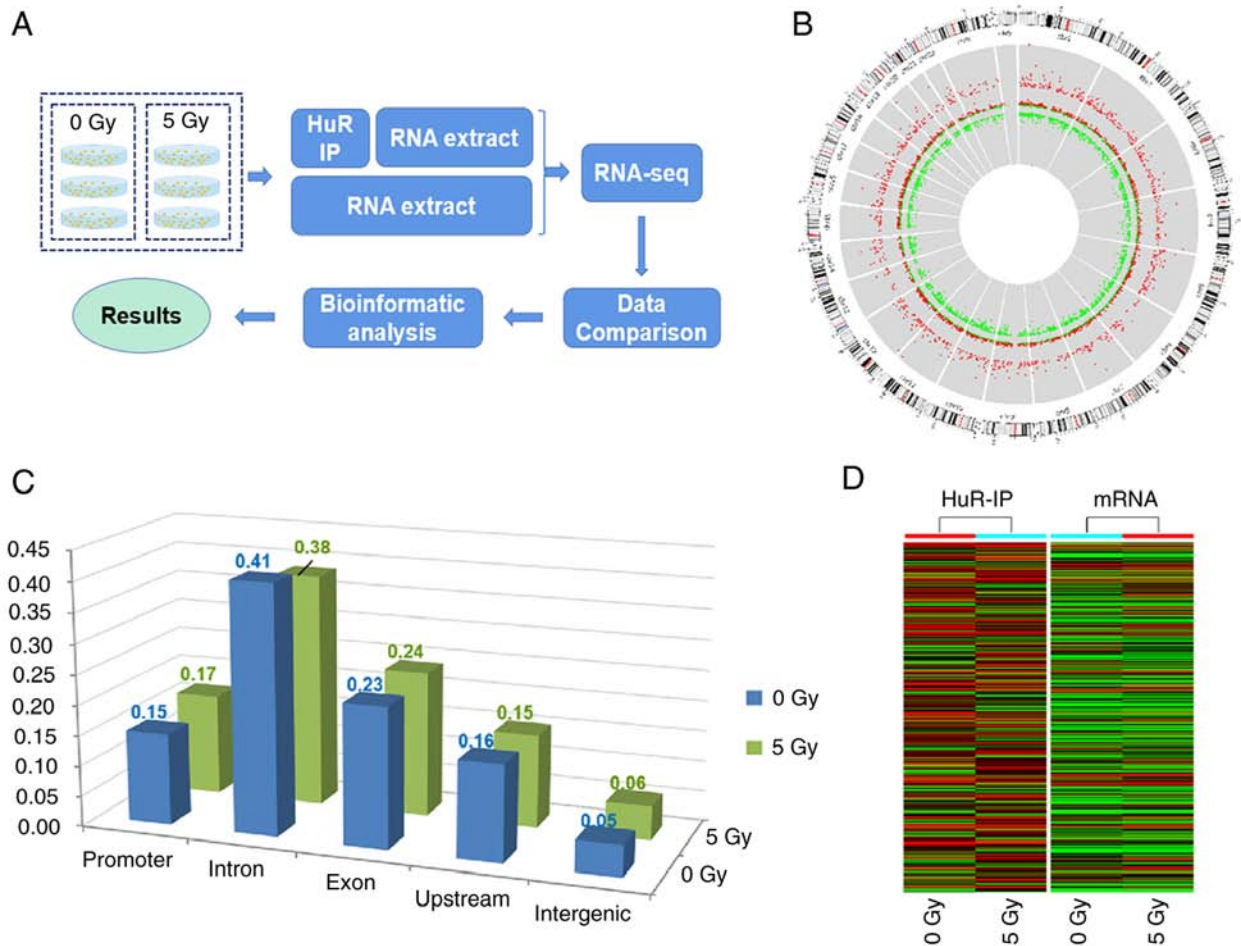 A
0 Gy
5 Gy
HuR
IP
RNA extract
RNA extract
RNA-seq
Results
Bioinformatic
analysis
Data
Comparison
B
C
0.45
0.40
0.35
0.30
0.25
0.20
0.15
0.10
0.05
0.00
0.15
0.17
0.41
0.38
0.23
0.24
0.16
0.15
0.05
0.06
Promoter
Intron
Exon
Upstream
Intergenic
0 Gy
5 Gy
0 Gy
5 Gy
D
HuR-IP
mRNA
0 Gy
5 Gy
0 Gy
5 Gy